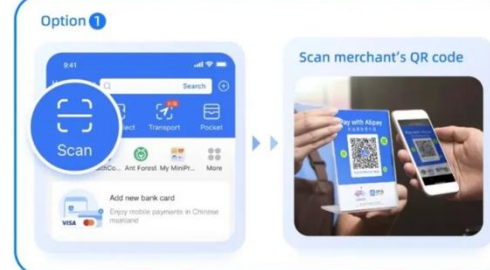 Option 1
Scan merchant's QR code
9:41
Search
Scan
Transport
Pocket
Ant Forest
My MiniPr...
More
Add new bank card
Enjoy mobile payments in Chinese
mainland
VISA
Pay with Alipay